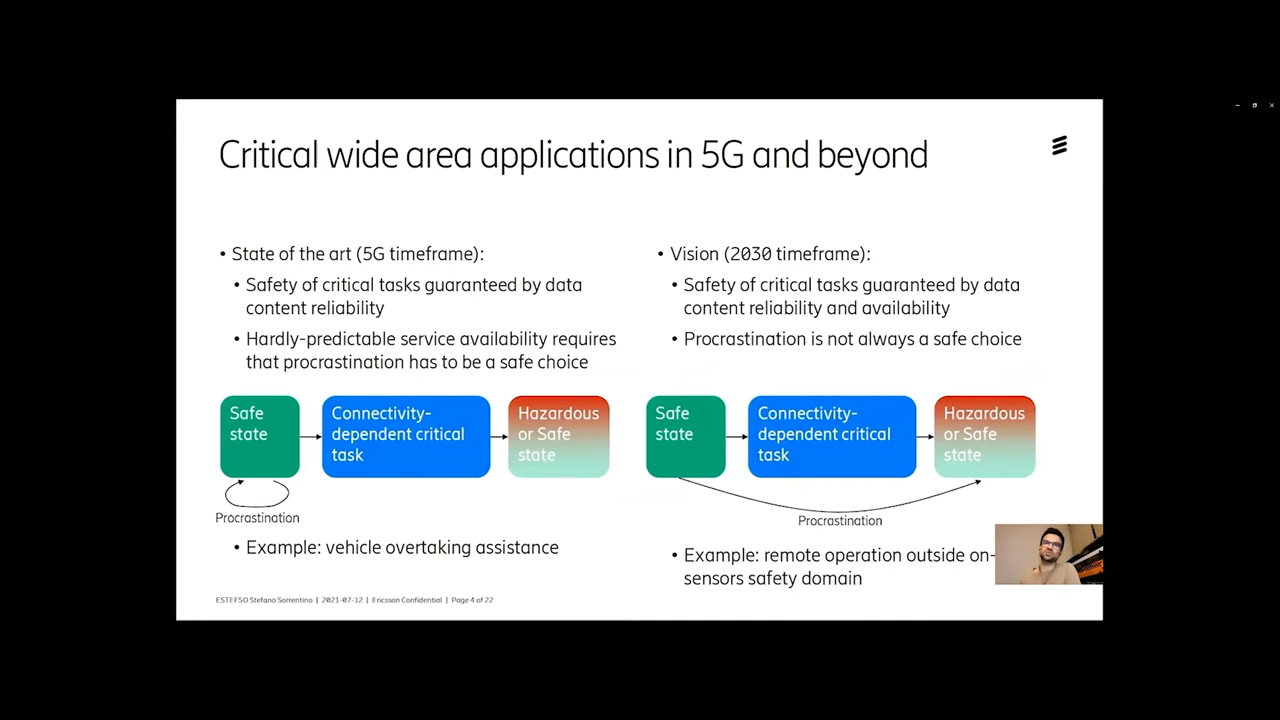 Critical wide area applications in 5G and beyond
• State of the art (5G timeframe):
• Safety of critical tasks guaranteed by data
content reliability
• Hardly-predictable service availability requires
that procrastination has to be a safe choice
Safe
state
Connectivity-
dependent critical
task
Hazardous
or Safe
state
Procrastination
• Example: vehicle overtaking assistance
• Vision (2030 timeframe):
• Safety of critical tasks guaranteed by data
content reliability and availability
• Procrastination is not always a safe choice
Safe
state
Connectivity-
dependent critical
task
Hazardous
or Safe
state
Procrastination
• Example: remote operation outside on-
sensors safety domain
ESTEFSO Stefano Sorrentino | 2021-07-12 | Ericsson Confidential | Page 4 of 22